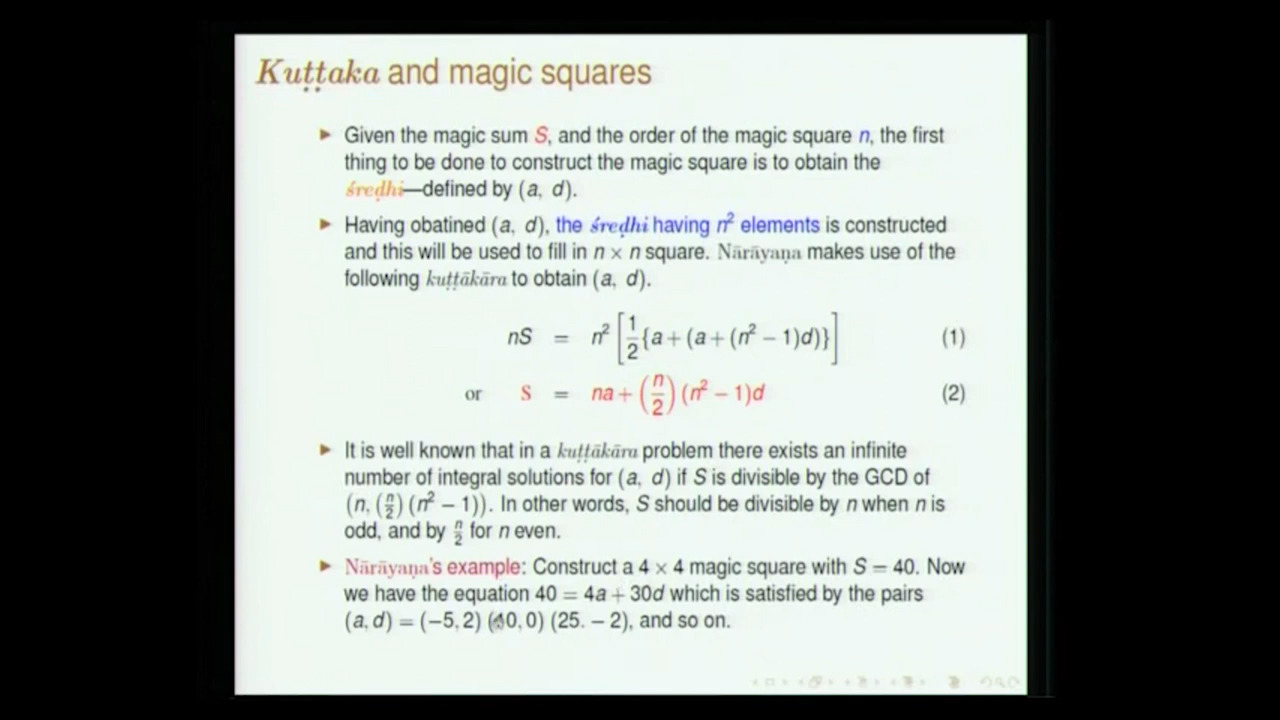 Kuṭṭaka and magic squares
▶ Given the magic sum S, and the order of the magic square n, the first
thing to be done to construct the magic square is to obtain the
śreḍhi—defined by (a, d).
▶ Having obatined (a, d), the śreḍhi having n² elements is constructed
and this will be used to fill in n × n square. Nārāyaṇa makes use of the
following kuṭṭākāra to obtain (a, d).
nS = n² [1/2 {a + (a + (n² − 1)d)}] (1)
or S = na + (n/2) (n² − 1)d (2)
▶ It is well known that in a kuṭṭākāra problem there exists an infinite
number of integral solutions for (a, d) if S is divisible by the GCD of
(n, (n/2) (n² − 1)). In other words, S should be divisible by n when n is
odd, and by n/2 for n even.
▶ Nārāyaṇa's example: Construct a 4 × 4 magic square with S = 40. Now
we have the equation 40 = 4a + 30d which is satisfied by the pairs
(a, d) = (−5, 2) (10, 0) (25. − 2), and so on.